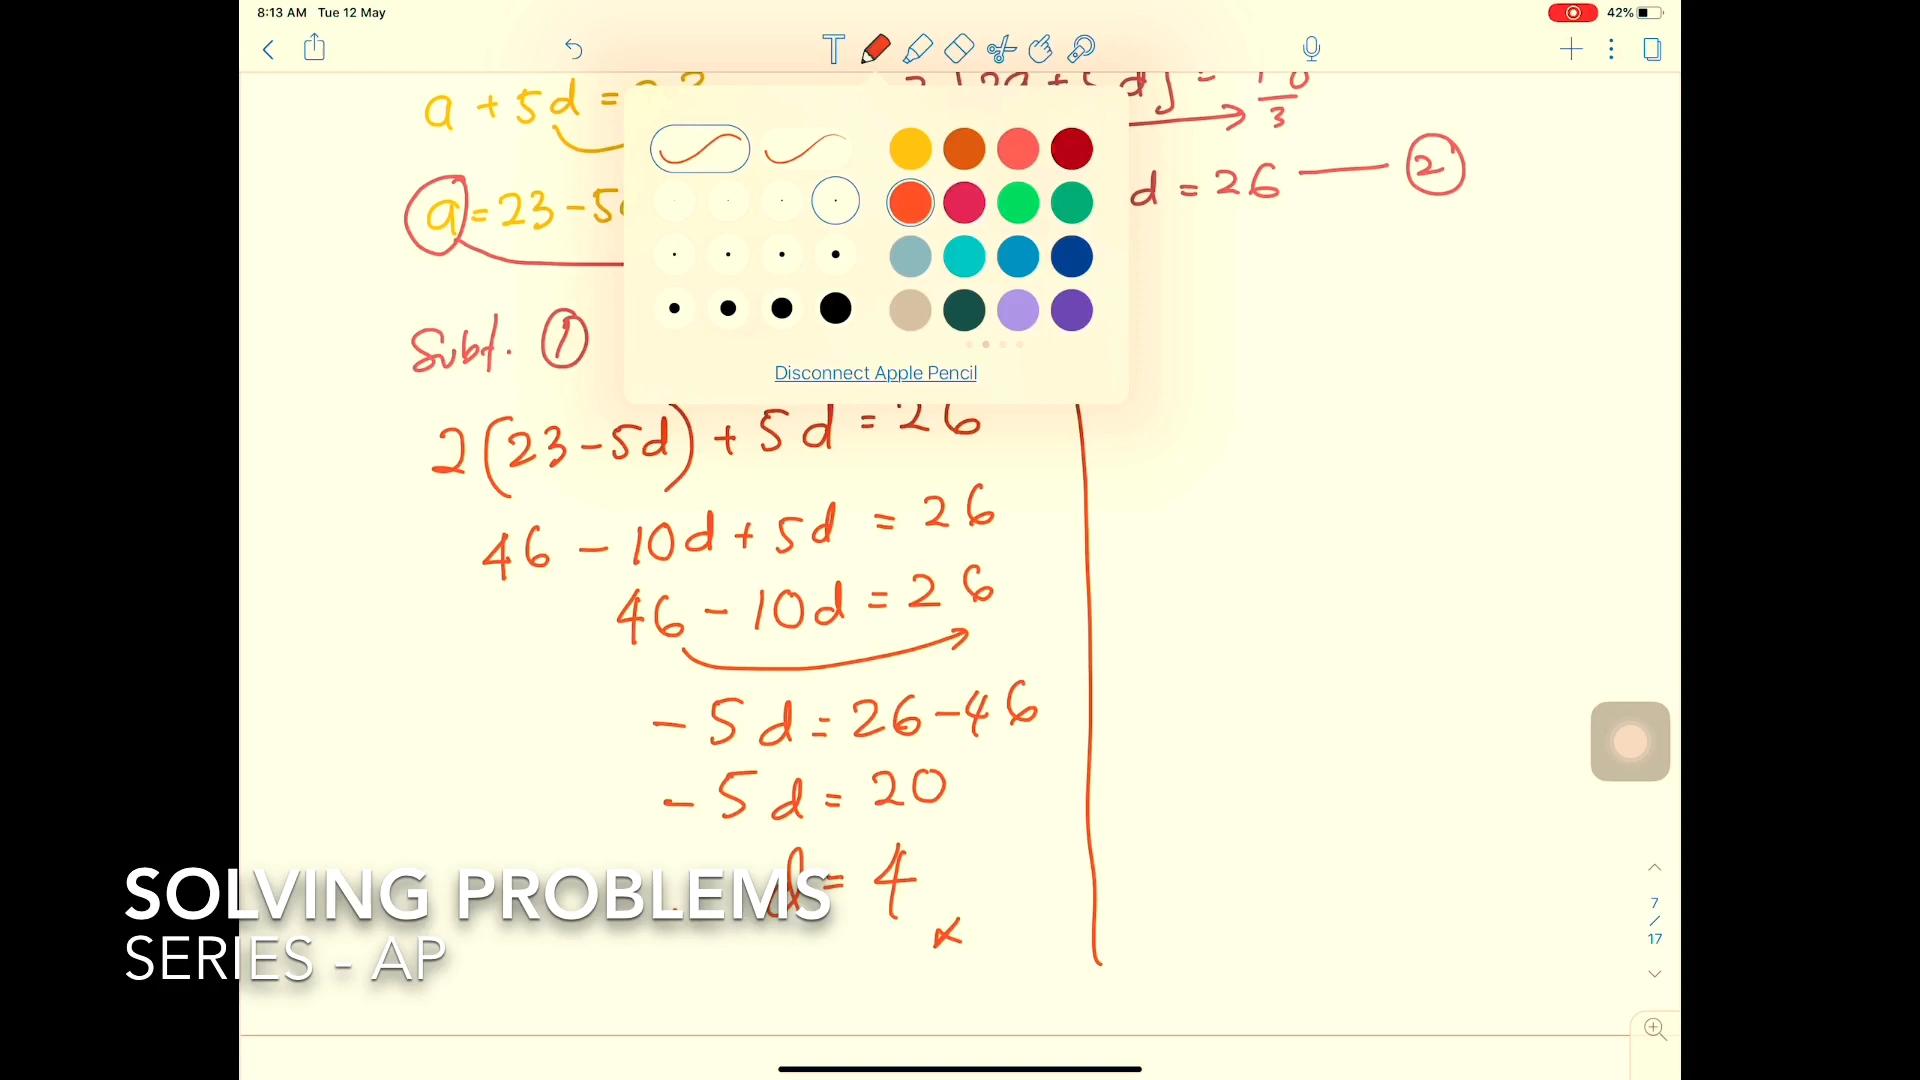 8:13 AM Tue 12 May
42%
a + 5d =
3
a = 23 - 5
d = 26 — 2
Subt. 1
Disconnect Apple Pencil
2(23 - 5d) + 5d = 26
46 - 10d + 5d = 26
46 - 10d = 26
- 5d = 26 - 46
- 5d = 20
d = 4
SOLVING PROBLEMS
SERIES - AP
7
/
17